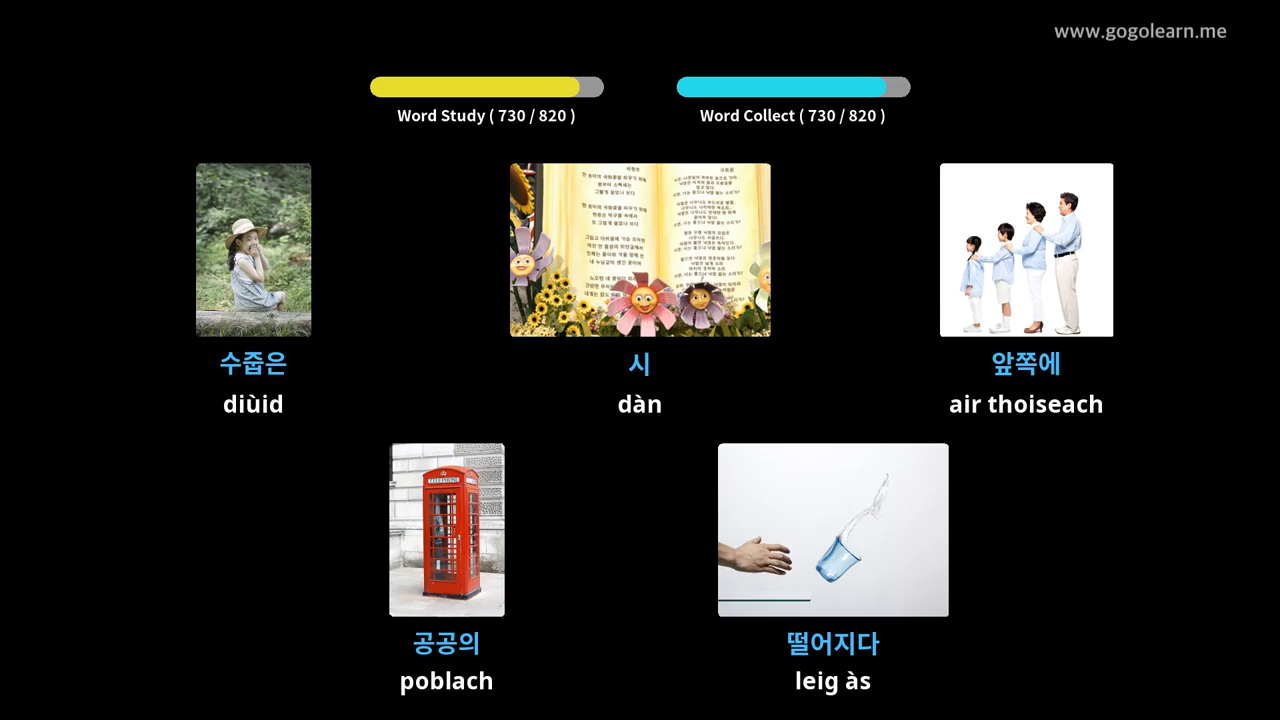 www.gogolearn.me
Word Study ( 730 / 820 )
Word Collect ( 730 / 820 )
수줍은
시
앞쪽에
diùid
dàn
air thoiseach
TELEPHONE
공공의
떨어지다
poblach
leig às